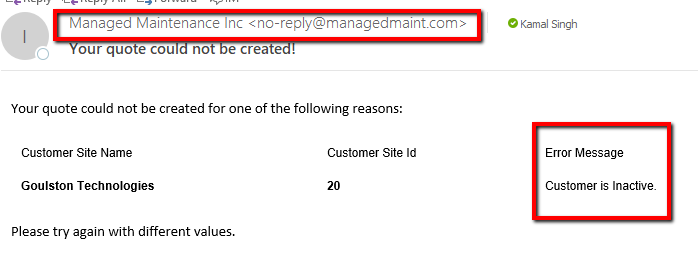 Reply Reply All Forward IM
Managed Maintenance Inc <no-reply@managedmaint.com>
Kamal Singh
I
Your quote could not be created!
Your quote could not be created for one of the following reasons:
Customer Site Name Customer Site Id Error Message
Goulston Technologies 20 Customer is Inactive.
Please try again with different values.